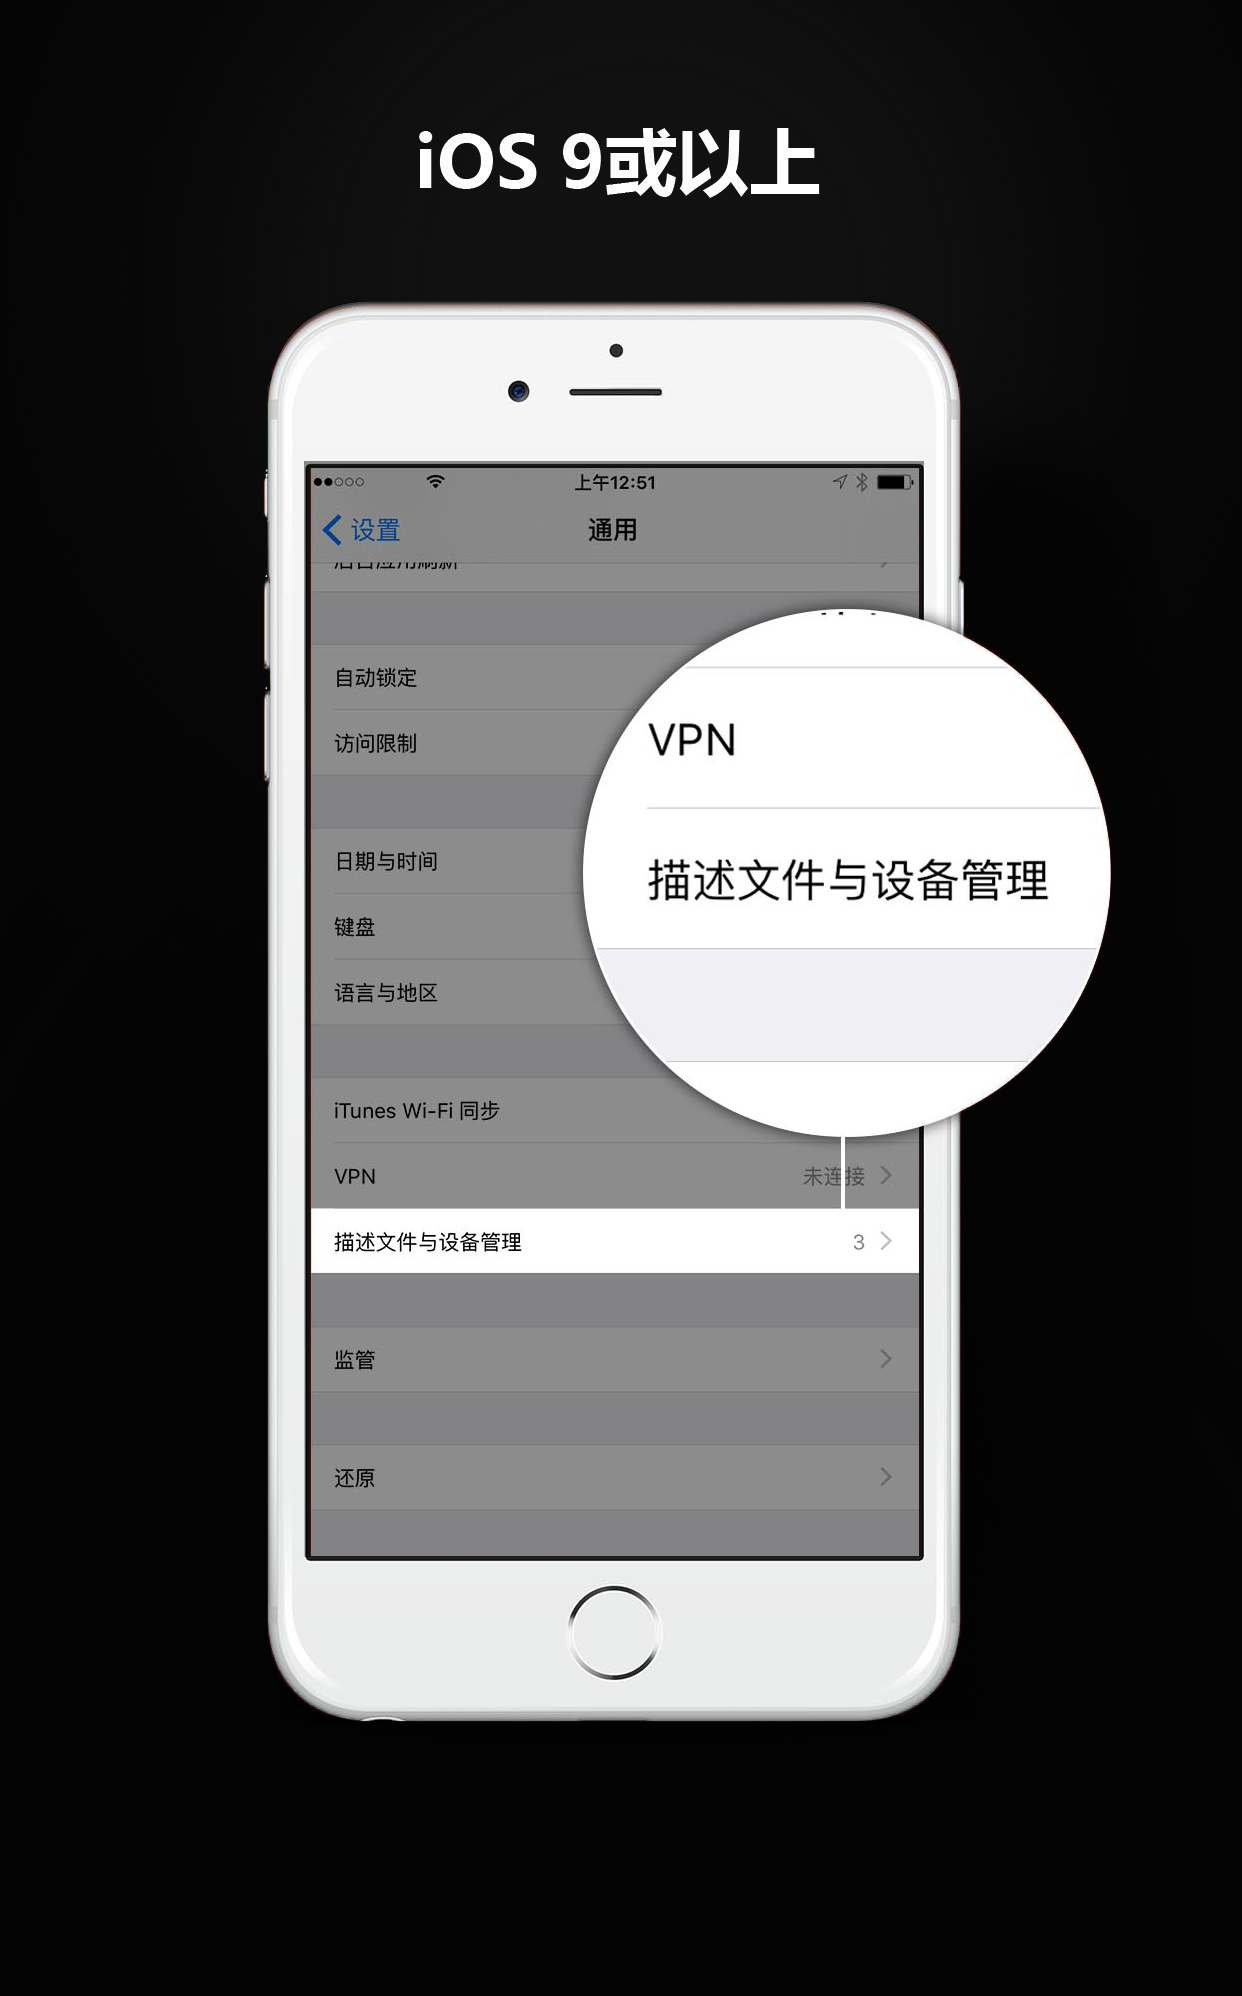 iOS 9或以上
上午12:51
设置
通用
自动锁定
访问限制
日期与时间
键盘
语言与地区
VPN
描述文件与设备管理
iTunes Wi-Fi 同步
VPN
未连接
描述文件与设备管理
3
监管
还原